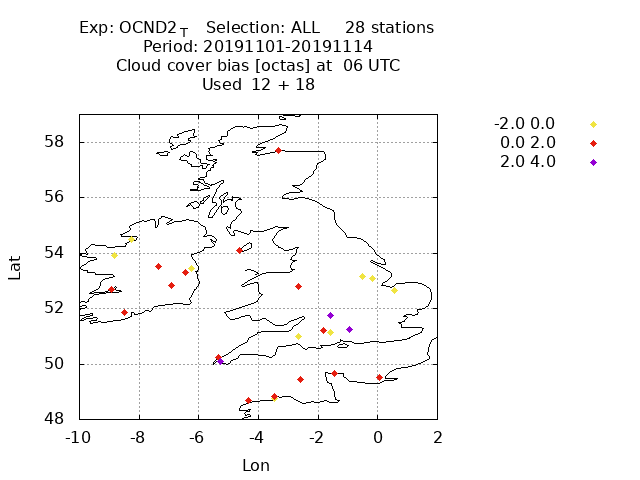 Exp: OCND2T Selection: ALL 28 stations
Period: 20191101-20191114
Cloud cover bias [octas] at 06 UTC
Used 12 + 18
-2.0 0.0
0.0 2.0
2.0 4.0
58
56
54
52
50
48
Lat
-10 -8 -6 -4 -2 0 2
Lon